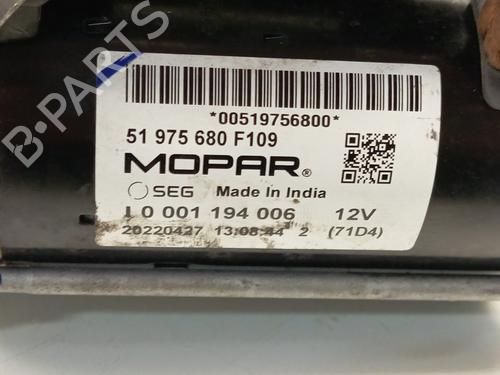 B-PARTS
*00519756800*
51 975 680 F109
MOPAR®
SEG Made In India
0 001 194 006 12V
20220427 13:08:44 2 (71D4)